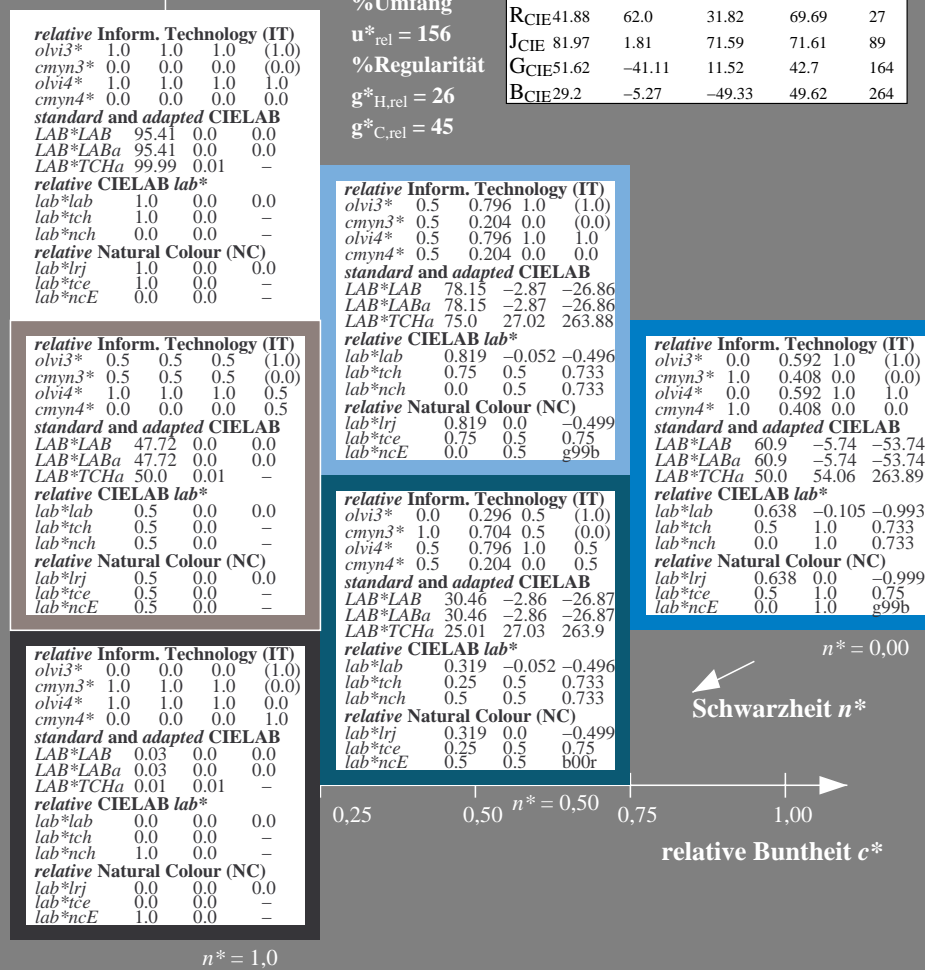 %Umfang
u*rel = 156
%Regularität
g*H,rel = 26
g*C,rel = 45
RCIE 41.88 62.0 31.82 69.69 27
JCIE 81.97 1.81 71.59 71.61 89
GCIE 51.62 −41.11 11.52 42.7 164
BCIE 29.2 −5.27 −49.33 49.62 264
relative Inform. Technology (IT)
olvi3* 1.0 1.0 1.0 (1.0)
cmyn3* 0.0 0.0 0.0 (0.0)
olvi4* 1.0 1.0 1.0 1.0
cmyn4* 0.0 0.0 0.0 0.0
standard and adapted CIELAB
LAB*LAB 95.41 0.0 0.0
LAB*LABa 95.41 0.0 0.0
LAB*TCHa 99.99 0.01 –
relative CIELAB lab*
lab*lab 1.0 0.0 0.0
lab*tch 1.0 0.0 –
lab*nch 0.0 0.0 –
relative Natural Colour (NC)
lab*lrj 1.0 0.0 0.0
lab*tce 1.0 0.0 –
lab*ncE 0.0 0.0 –
relative Inform. Technology (IT)
olvi3* 0.5 0.796 1.0 (1.0)
cmyn3* 0.5 0.204 0.0 (0.0)
olvi4* 0.5 0.796 1.0 1.0
cmyn4* 0.5 0.204 0.0 0.0
standard and adapted CIELAB
LAB*LAB 78.15 −2.87 −26.86
LAB*LABa 78.15 −2.87 −26.86
LAB*TCHa 75.0 27.02 263.88
relative CIELAB lab*
lab*lab 0.819 −0.052 −0.496
lab*tch 0.75 0.5 0.733
lab*nch 0.0 0.5 0.733
relative Natural Colour (NC)
lab*lrj 0.819 0.0 −0.499
lab*tce 0.75 0.5 0.75
lab*ncE 0.0 0.5 g99b
relative Inform. Technology (IT)
olvi3* 0.5 0.5 0.5 (1.0)
cmyn3* 0.5 0.5 0.5 (0.0)
olvi4* 1.0 1.0 1.0 0.5
cmyn4* 0.0 0.0 0.0 0.5
standard and adapted CIELAB
LAB*LAB 47.72 0.0 0.0
LAB*LABa 47.72 0.0 0.0
LAB*TCHa 50.0 0.01 –
relative CIELAB lab*
lab*lab 0.5 0.0 0.0
lab*tch 0.5 0.0 –
lab*nch 0.5 0.0 –
relative Natural Colour (NC)
lab*lrj 0.5 0.0 0.0
lab*tce 0.5 0.0 –
lab*ncE 0.5 0.0 –
relative Inform. Technology (IT)
olvi3* 0.0 0.592 1.0 (1.0)
cmyn3* 1.0 0.408 0.0 (0.0)
olvi4* 0.0 0.592 1.0 1.0
cmyn4* 1.0 0.408 0.0 0.0
standard and adapted CIELAB
LAB*LAB 60.9 −5.74 −53.74
LAB*LABa 60.9 −5.74 −53.74
LAB*TCHa 50.0 54.06 263.89
relative CIELAB lab*
lab*lab 0.638 −0.105 −0.993
lab*tch 0.5 1.0 0.733
lab*nch 0.0 1.0 0.733
relative Natural Colour (NC)
lab*lrj 0.638 0.0 −0.999
lab*tce 0.5 1.0 0.75
lab*ncE 0.0 1.0 g99b
relative Inform. Technology (IT)
olvi3* 0.0 0.296 0.5 (1.0)
cmyn3* 1.0 0.704 0.5 (0.0)
olvi4* 0.5 0.796 1.0 0.5
cmyn4* 0.5 0.204 0.0 0.5
standard and adapted CIELAB
LAB*LAB 30.46 −2.86 −26.87
LAB*LABa 30.46 −2.86 −26.87
LAB*TCHa 25.01 27.03 263.9
relative CIELAB lab*
lab*lab 0.319 −0.052 −0.496
lab*tch 0.25 0.5 0.733
lab*nch 0.5 0.5 0.733
relative Natural Colour (NC)
lab*lrj 0.319 0.0 −0.499
lab*tce 0.25 0.5 0.75
lab*ncE 0.5 0.5 b00r
relative Inform. Technology (IT)
olvi3* 0.0 0.0 0.0 (1.0)
cmyn3* 1.0 1.0 1.0 (0.0)
olvi4* 1.0 1.0 1.0 0.0
cmyn4* 0.0 0.0 0.0 1.0
standard and adapted CIELAB
LAB*LAB 0.03 0.0 0.0
LAB*LABa 0.03 0.0 0.0
LAB*TCHa 0.01 0.01 –
relative CIELAB lab*
lab*lab 0.0 0.0 0.0
lab*tch 0.0 0.0 –
lab*nch 1.0 0.0 –
relative Natural Colour (NC)
lab*lrj 0.0 0.0 0.0
lab*tce 0.0 0.0 –
lab*ncE 1.0 0.0 –
n* = 0,00
Schwarzheit n*
n* = 0,50
0,25 0,50 0,75 1,00
relative Buntheit c*
n* = 1,0